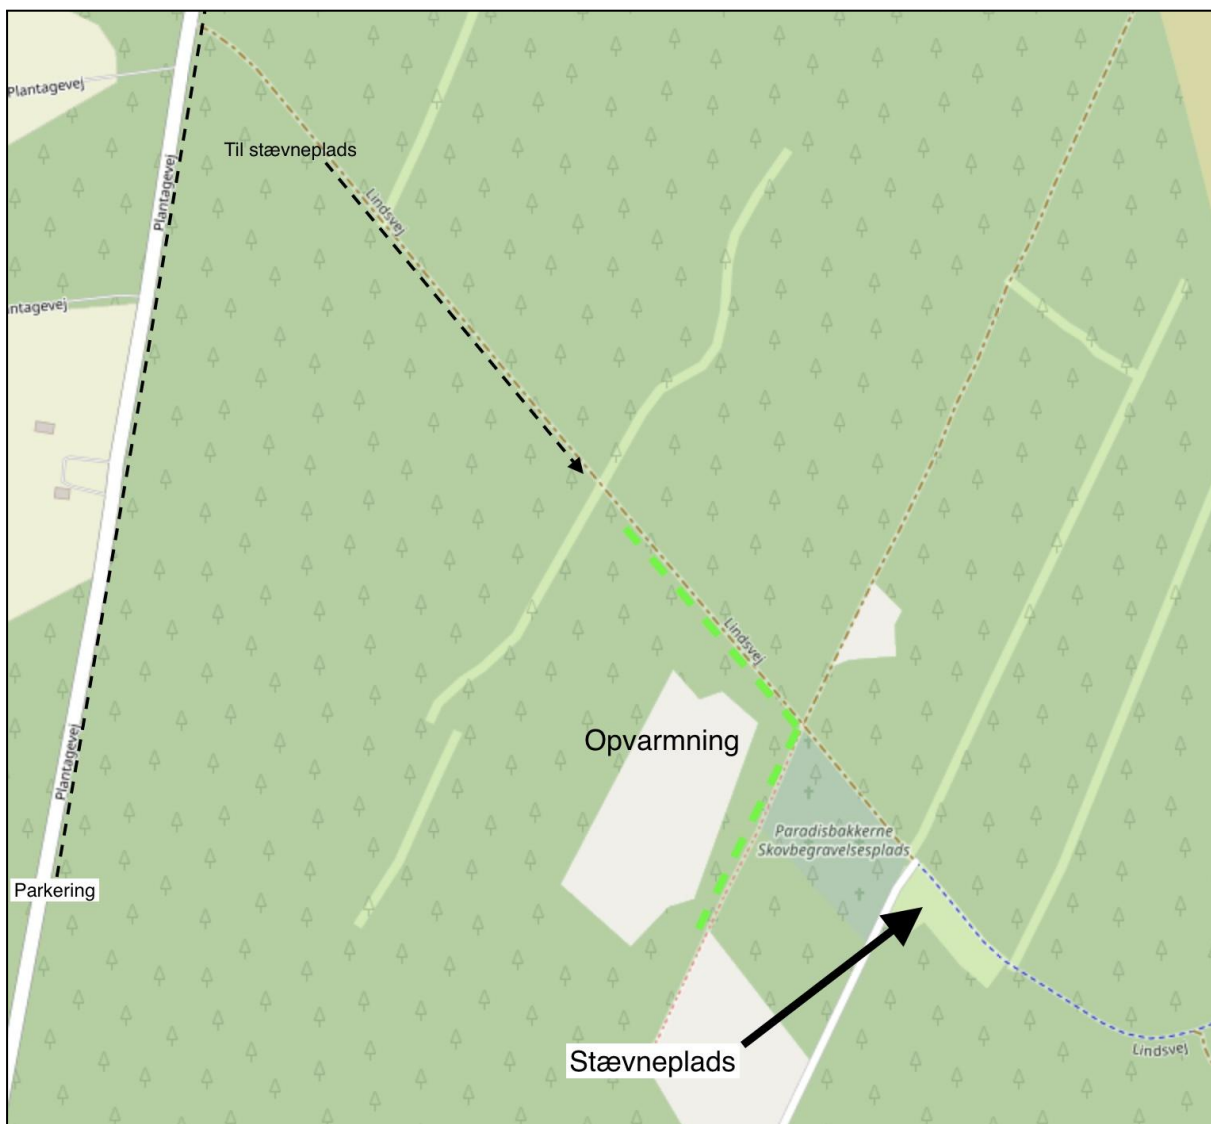 Plantagevej
Til stævneplads
Plantagevej
Lindsvej
ntagevej
Lindsvej
Opvarmning
Plantagevej
Paradisbakkerne
Skovbegravelsesplads
Parkering
Stævneplads
Lindsvej